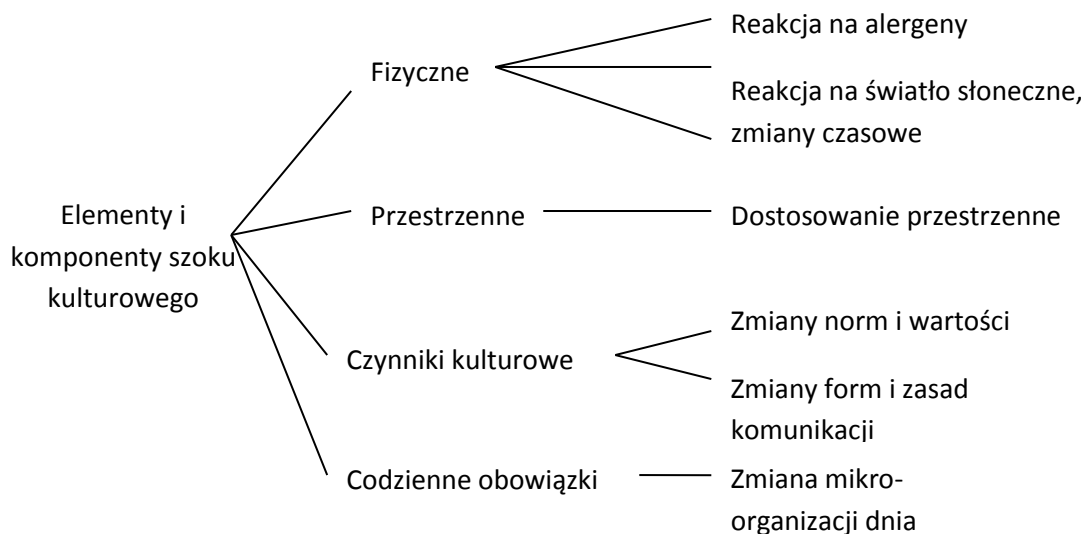 Elementy i
komponenty szoku
kulturowego
Fizyczne
Reakcja na alergeny
Reakcja na światło słoneczne,
zmiany czasowe
Przestrzenne
Dostosowanie przestrzenne
Czynniki kulturowe
Zmiany norm i wartości
Zmiany form i zasad
komunikacji
Codzienne obowiązki
Zmiana mikro-
organizacji dnia